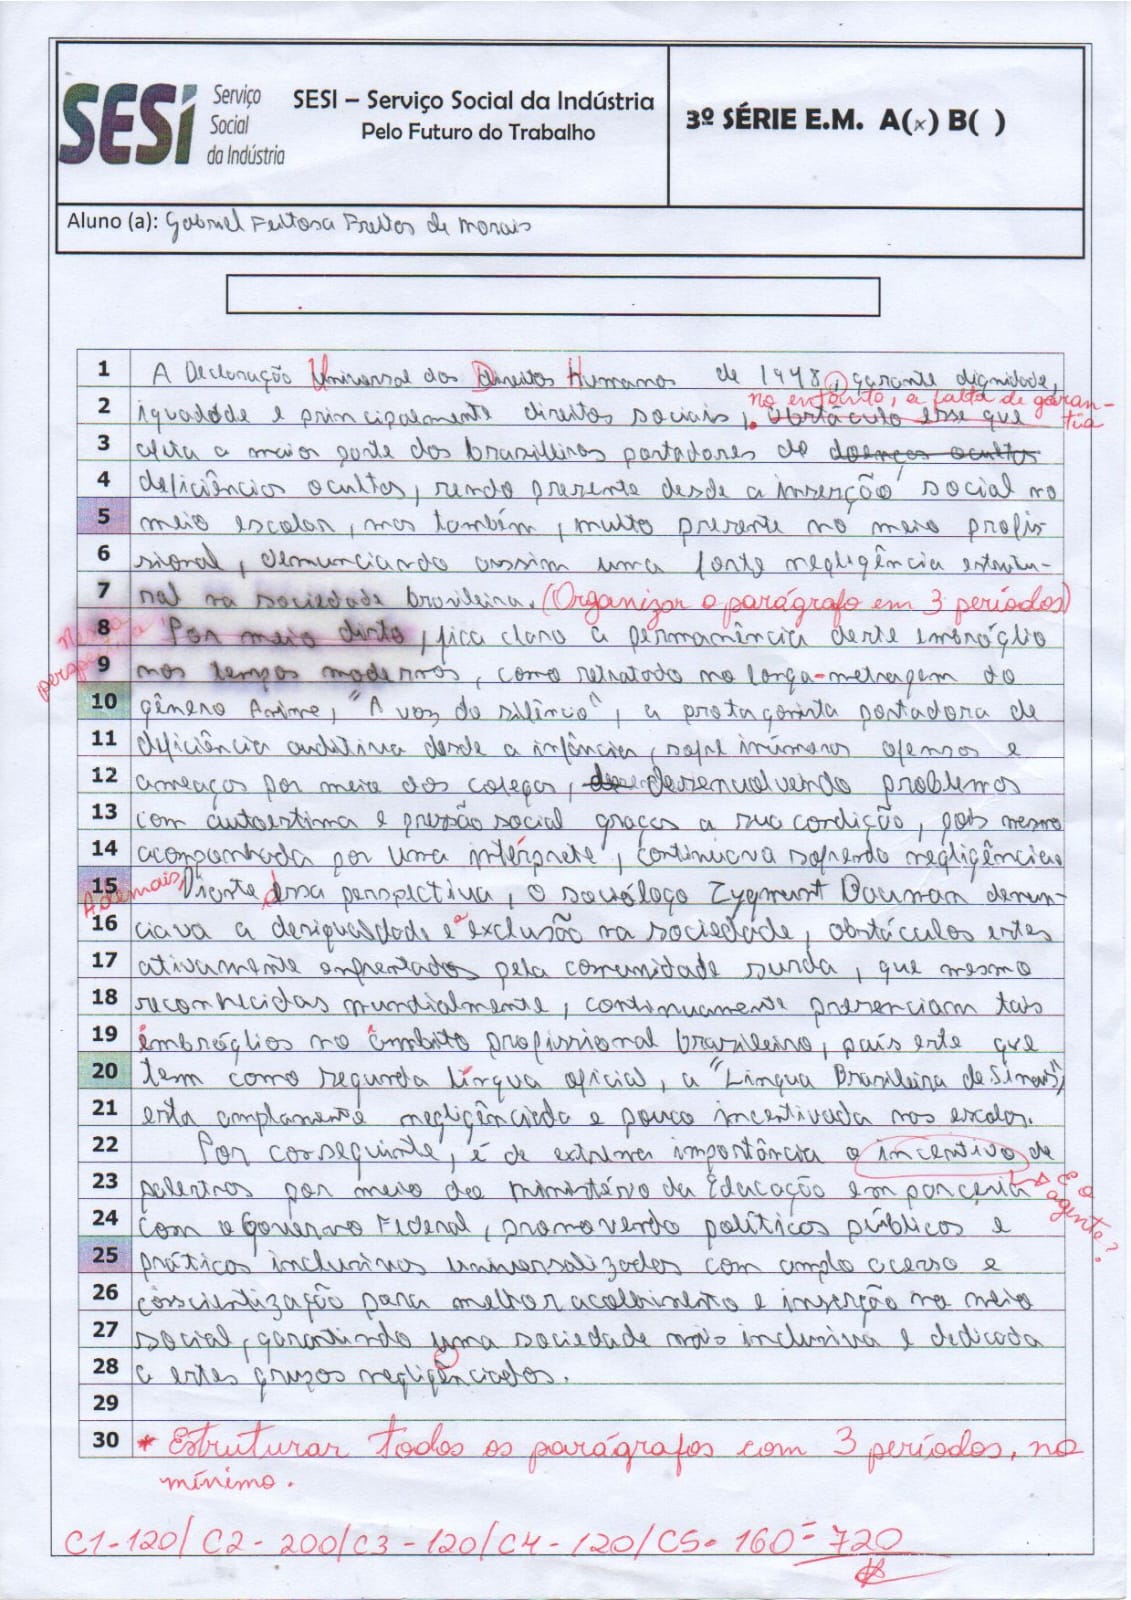 SESI Serviço
Social
da Indústria
SESI – Serviço Social da Indústria
Pelo Futuro do Trabalho
3º SÉRIE E.M. A(x) B( )
Aluno (a): Gabriel Feitosa Freitas de Morais
1 A Declaração Universal dos Direitos Humanos de 1948, garante dignidade,
no entanto, a falta de garan-
tia
2 igualdade e principalmente direitos sociais, obstáculo esse que
3 afeta a maior parte dos brasilleiros portadores de doenças ocultas
4 deficiências ocultas, sendo presente desde a inserção social no
5 meio escolar, mas também, muito presente no meio profis
6 sional, denunciando assim uma forte negligência estrutu-
7 ral na sociedade brasileira. (Organizar o parágrafo em 3 períodos)
Nessa
perspectiva
8 Por meio disto, fica claro a permanência deste imbróglio
9 nos tempos modernos, como retratado no longa-metragem do
10 gênero Anime, "A voz do silêncio", a protagonista portadora de
11 deficiência auditiva desde a infância, sofre inúmeras ofensas e
12 ameaças por meio dos colegas, desenvolvendo problemas
13 com autoestima e pressão social graças a sua condição, pois mesmo
14 acompanhada por uma intérprete, continuava sofrendo negligências
Ademais,
15 Diante dessa perspectiva, o sociólogo Zygmunt Bauman denun-
16 ciava a desigualdade e a exclusão na sociedade, obstáculos estes
17 ativamente enfrentados pela comunidade surda, que mesmo
18 reconhecidas mundialmente, continuamente presenciam tais
19 imbróglios no âmbito profissional brasileiro, país este que
20 tem como segunda língua oficial, a "Língua Brasileira de Sinais",
21 esta amplamente negligênciada e pouco incentivada nas escolas.
22 Por conseguinte, é de extrema importância o incentivo de
é o
agente?
23 palestras por meio do Ministério da Educação em parceria
24 com o Governo Federal, promovendo políticas públicas e
25 práticas inclusivas universalizadas com amplo acesso e
26 conscientização para melhor acolhimento e inserção no meio
27 social, garantindo uma sociedade mais inclusiva e dedicada
28 a estes grupos negligênciados.
29
30 * Estruturar todos os parágrafos com 3 períodos, no
mínimo.
C1-120/ C2-200/ C3-120/ C4-120/ C5-160=720